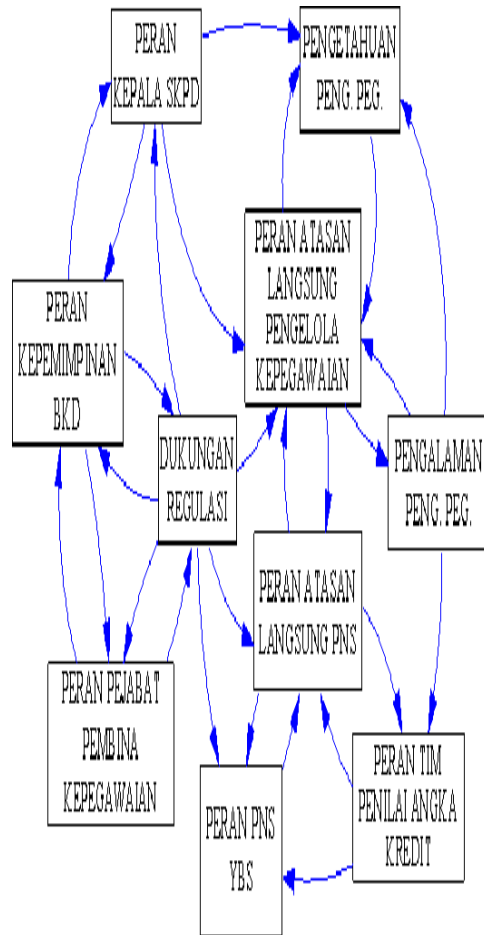 PERAN
KEPALA SKPD
PENGETAHUAN
PENG. PEG.
PERAN ATASAN
LANGSUNG
PENGELOLA
KEPEGAWAIAN
PERAN
KEPEMIMPINAN
BKD
DUKUNGAN
REGULASI
PENGALAMAN
PENG. PEG.
PERAN ATASAN
LANGSUNG PNS
PERAN PEJABAT
PEMBINA
KEPEGAWAIAN
PERAN TIM
PENILAI ANGKA
KREDIT
PERAN PNS
YBS